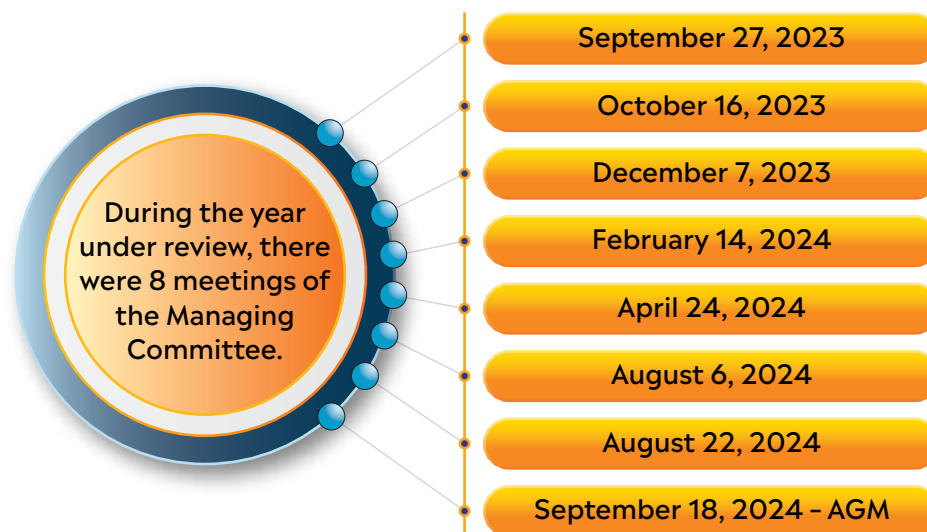 During the year
under review, there
were 8 meetings of
the Managing
Committee.
September 27, 2023
October 16, 2023
December 7, 2023
February 14, 2024
April 24, 2024
August 6, 2024
August 22, 2024
September 18, 2024 - AGM